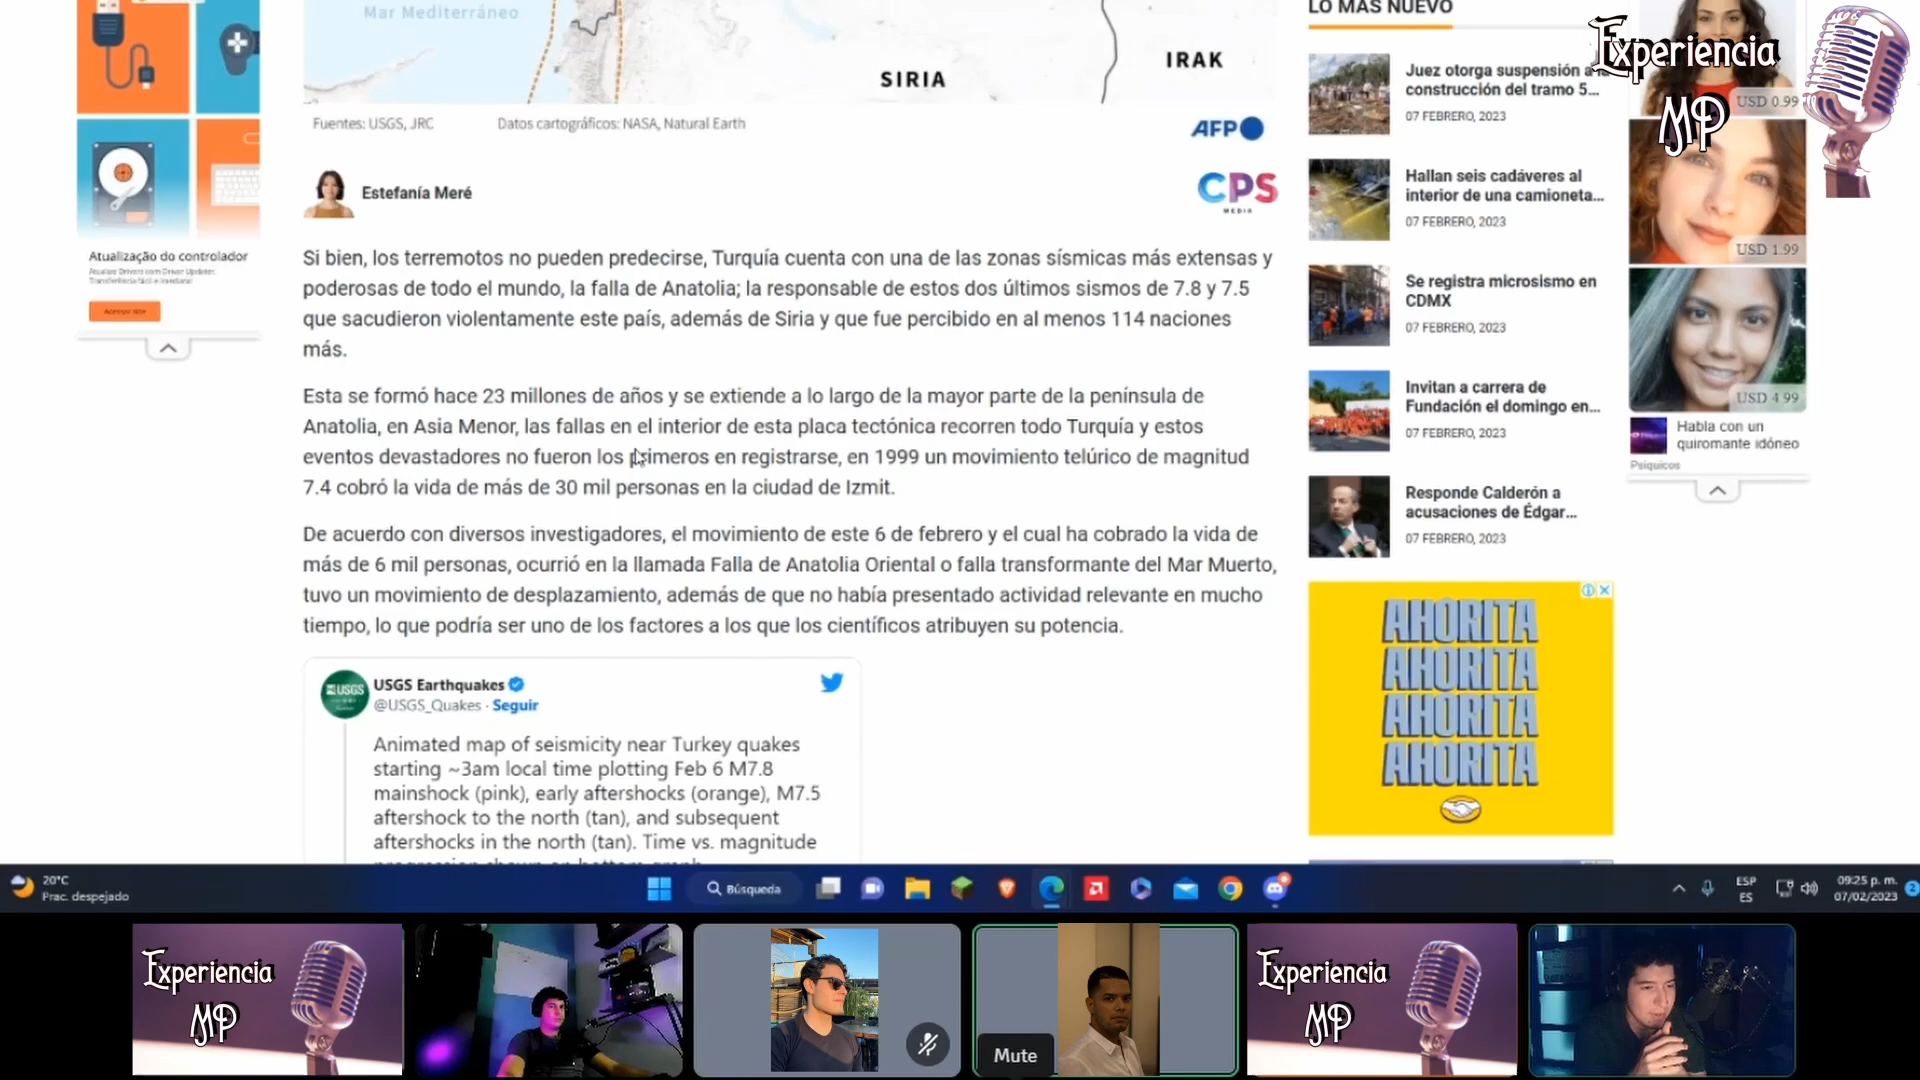 Mar Mediterráneo
SIRIA
IRAK
Fuentes: USGS, JRC
Datos cartográficos: NASA, Natural Earth
AFP
Estefanía Meré
CPS
MEDIA
Si bien, los terremotos no pueden predecirse, Turquía cuenta con una de las zonas sísmicas más extensas y
poderosas de todo el mundo, la falla de Anatolia; la responsable de estos dos últimos sismos de 7.8 y 7.5
que sacudieron violentamente este país, además de Siria y que fue percibido en al menos 114 naciones
más.
Esta se formó hace 23 millones de años y se extiende a lo largo de la mayor parte de la península de
Anatolia, en Asia Menor, las fallas en el interior de esta placa tectónica recorren todo Turquía y estos
eventos devastadores no fueron los primeros en registrarse, en 1999 un movimiento telúrico de magnitud
7.4 cobró la vida de más de 30 mil personas en la ciudad de Izmit.
De acuerdo con diversos investigadores, el movimiento de este 6 de febrero y el cual ha cobrado la vida de
más de 6 mil personas, ocurrió en la llamada Falla de Anatolia Oriental o falla transformante del Mar Muerto,
tuvo un movimiento de desplazamiento, además de que no había presentado actividad relevante en mucho
tiempo, lo que podría ser uno de los factores a los que los científicos atribuyen su potencia.
USGS
USGS Earthquakes
@USGS_Quakes · Seguir
Animated map of seismicity near Turkey quakes
starting ~3am local time plotting Feb 6 M7.8
mainshock (pink), early aftershocks (orange), M7.5
aftershock to the north (tan), and subsequent
aftershocks in the north (tan). Time vs. magnitude
Atualização do controlador
Atualize Drivers com Driver Updater.
Transferência fácil e imediata!
Acessar site
LO MÁS NUEVO
Juez otorga suspensión a
construcción del tramo 5...
07 FEBRERO, 2023
Hallan seis cadáveres al
interior de una camioneta...
07 FEBRERO, 2023
Se registra microsismo en
CDMX
07 FEBRERO, 2023
Invitan a carrera de
Fundación el domingo en...
07 FEBRERO, 2023
Responde Calderón a
acusaciones de Édgar...
07 FEBRERO, 2023
AHORITA
AHORITA
AHORITA
AHORITA
Experiencia
MP
USD 0.99
USD 1.99
USD 4.99
Habla con un
quiromante idóneo
Psíquicos
20°C
Prac. despejado
Búsqueda
ESP
ES
09:25 p. m.
07/02/2023
2
Experiencia
MP
Mute
Experiencia
MP